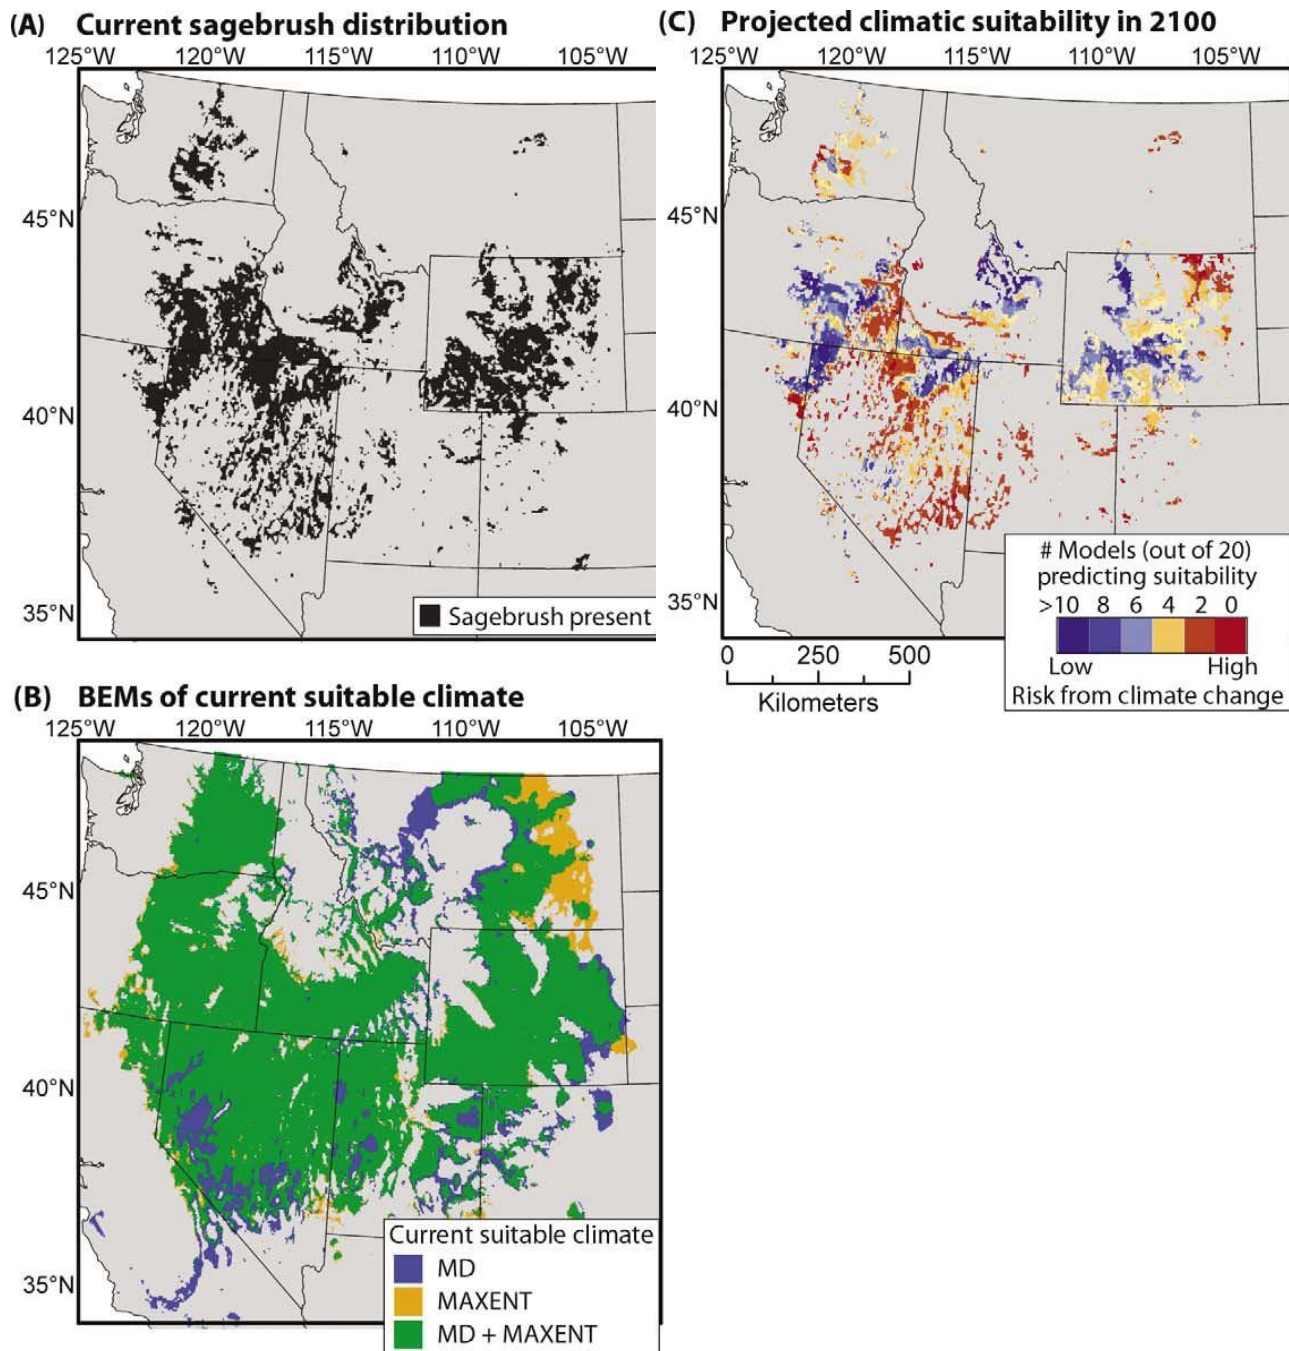 (A) Current sagebrush distribution
125°W 120°W 115°W 110°W 105°W
45°N
40°N
35°N
Sagebrush present
(C) Projected climatic suitability in 2100
125°W 120°W 115°W 110°W 105°W
45°N
40°N
35°N
# Models (out of 20)
predicting suitability
>10 8 6 4 2 0
Low High
Risk from climate change
0 250 500
Kilometers
(B) BEMs of current suitable climate
125°W 120°W 115°W 110°W 105°W
45°N
40°N
35°N
Current suitable climate
MD
MAXENT
MD + MAXENT